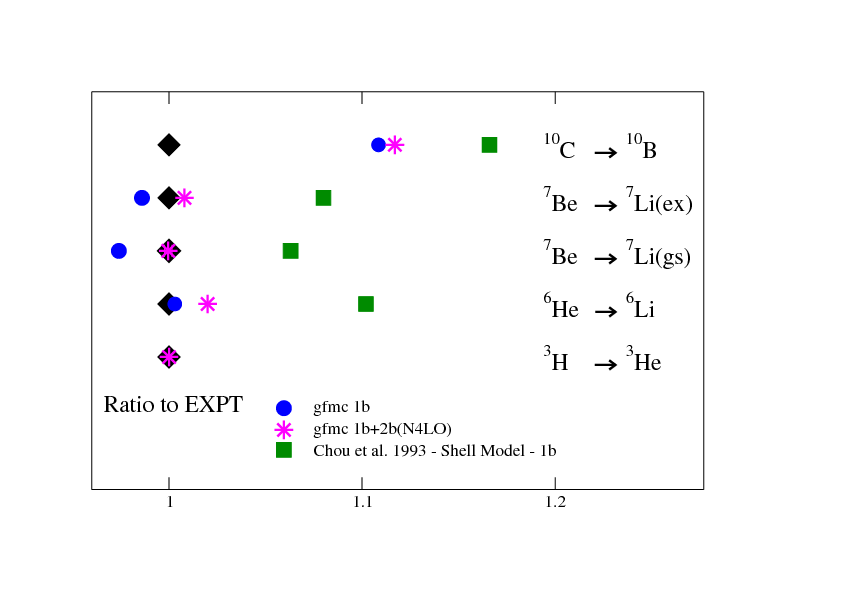 ¹⁰C → ¹⁰B
⁷Be → ⁷Li(ex)
⁷Be → ⁷Li(gs)
⁶He → ⁶Li
³H → ³He
Ratio to EXPT
gfmc 1b
gfmc 1b+2b(N4LO)
Chou et al. 1993 - Shell Model - 1b
1 1.1 1.2